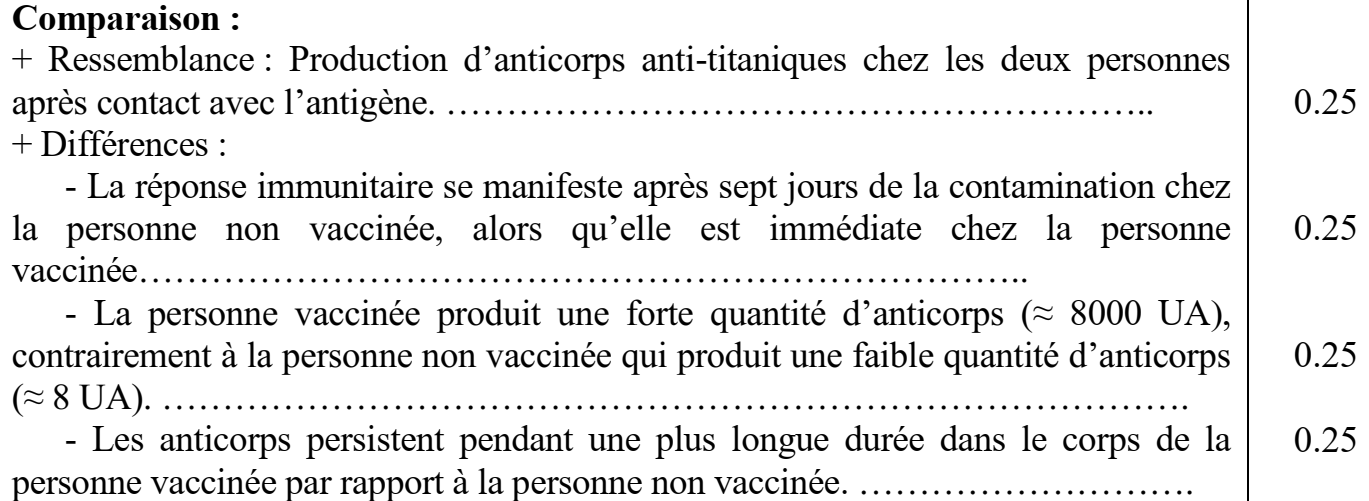 Comparaison :
+ Ressemblance : Production d’anticorps anti-titaniques chez les deux personnes
après contact avec l’antigène. ……………………………………………………….. 0.25
+ Différences :
- La réponse immunitaire se manifeste après sept jours de la contamination chez
la personne non vaccinée, alors qu’elle est immédiate chez la personne 0.25
vaccinée…………………………………………………………………..
- La personne vaccinée produit une forte quantité d’anticorps (≈ 8000 UA),
contrairement à la personne non vaccinée qui produit une faible quantité d’anticorps 0.25
(≈ 8 UA). ……………………………………………………………………………….
- Les anticorps persistent pendant une plus longue durée dans le corps de la 0.25
personne vaccinée par rapport à la personne non vaccinée. ……………………….